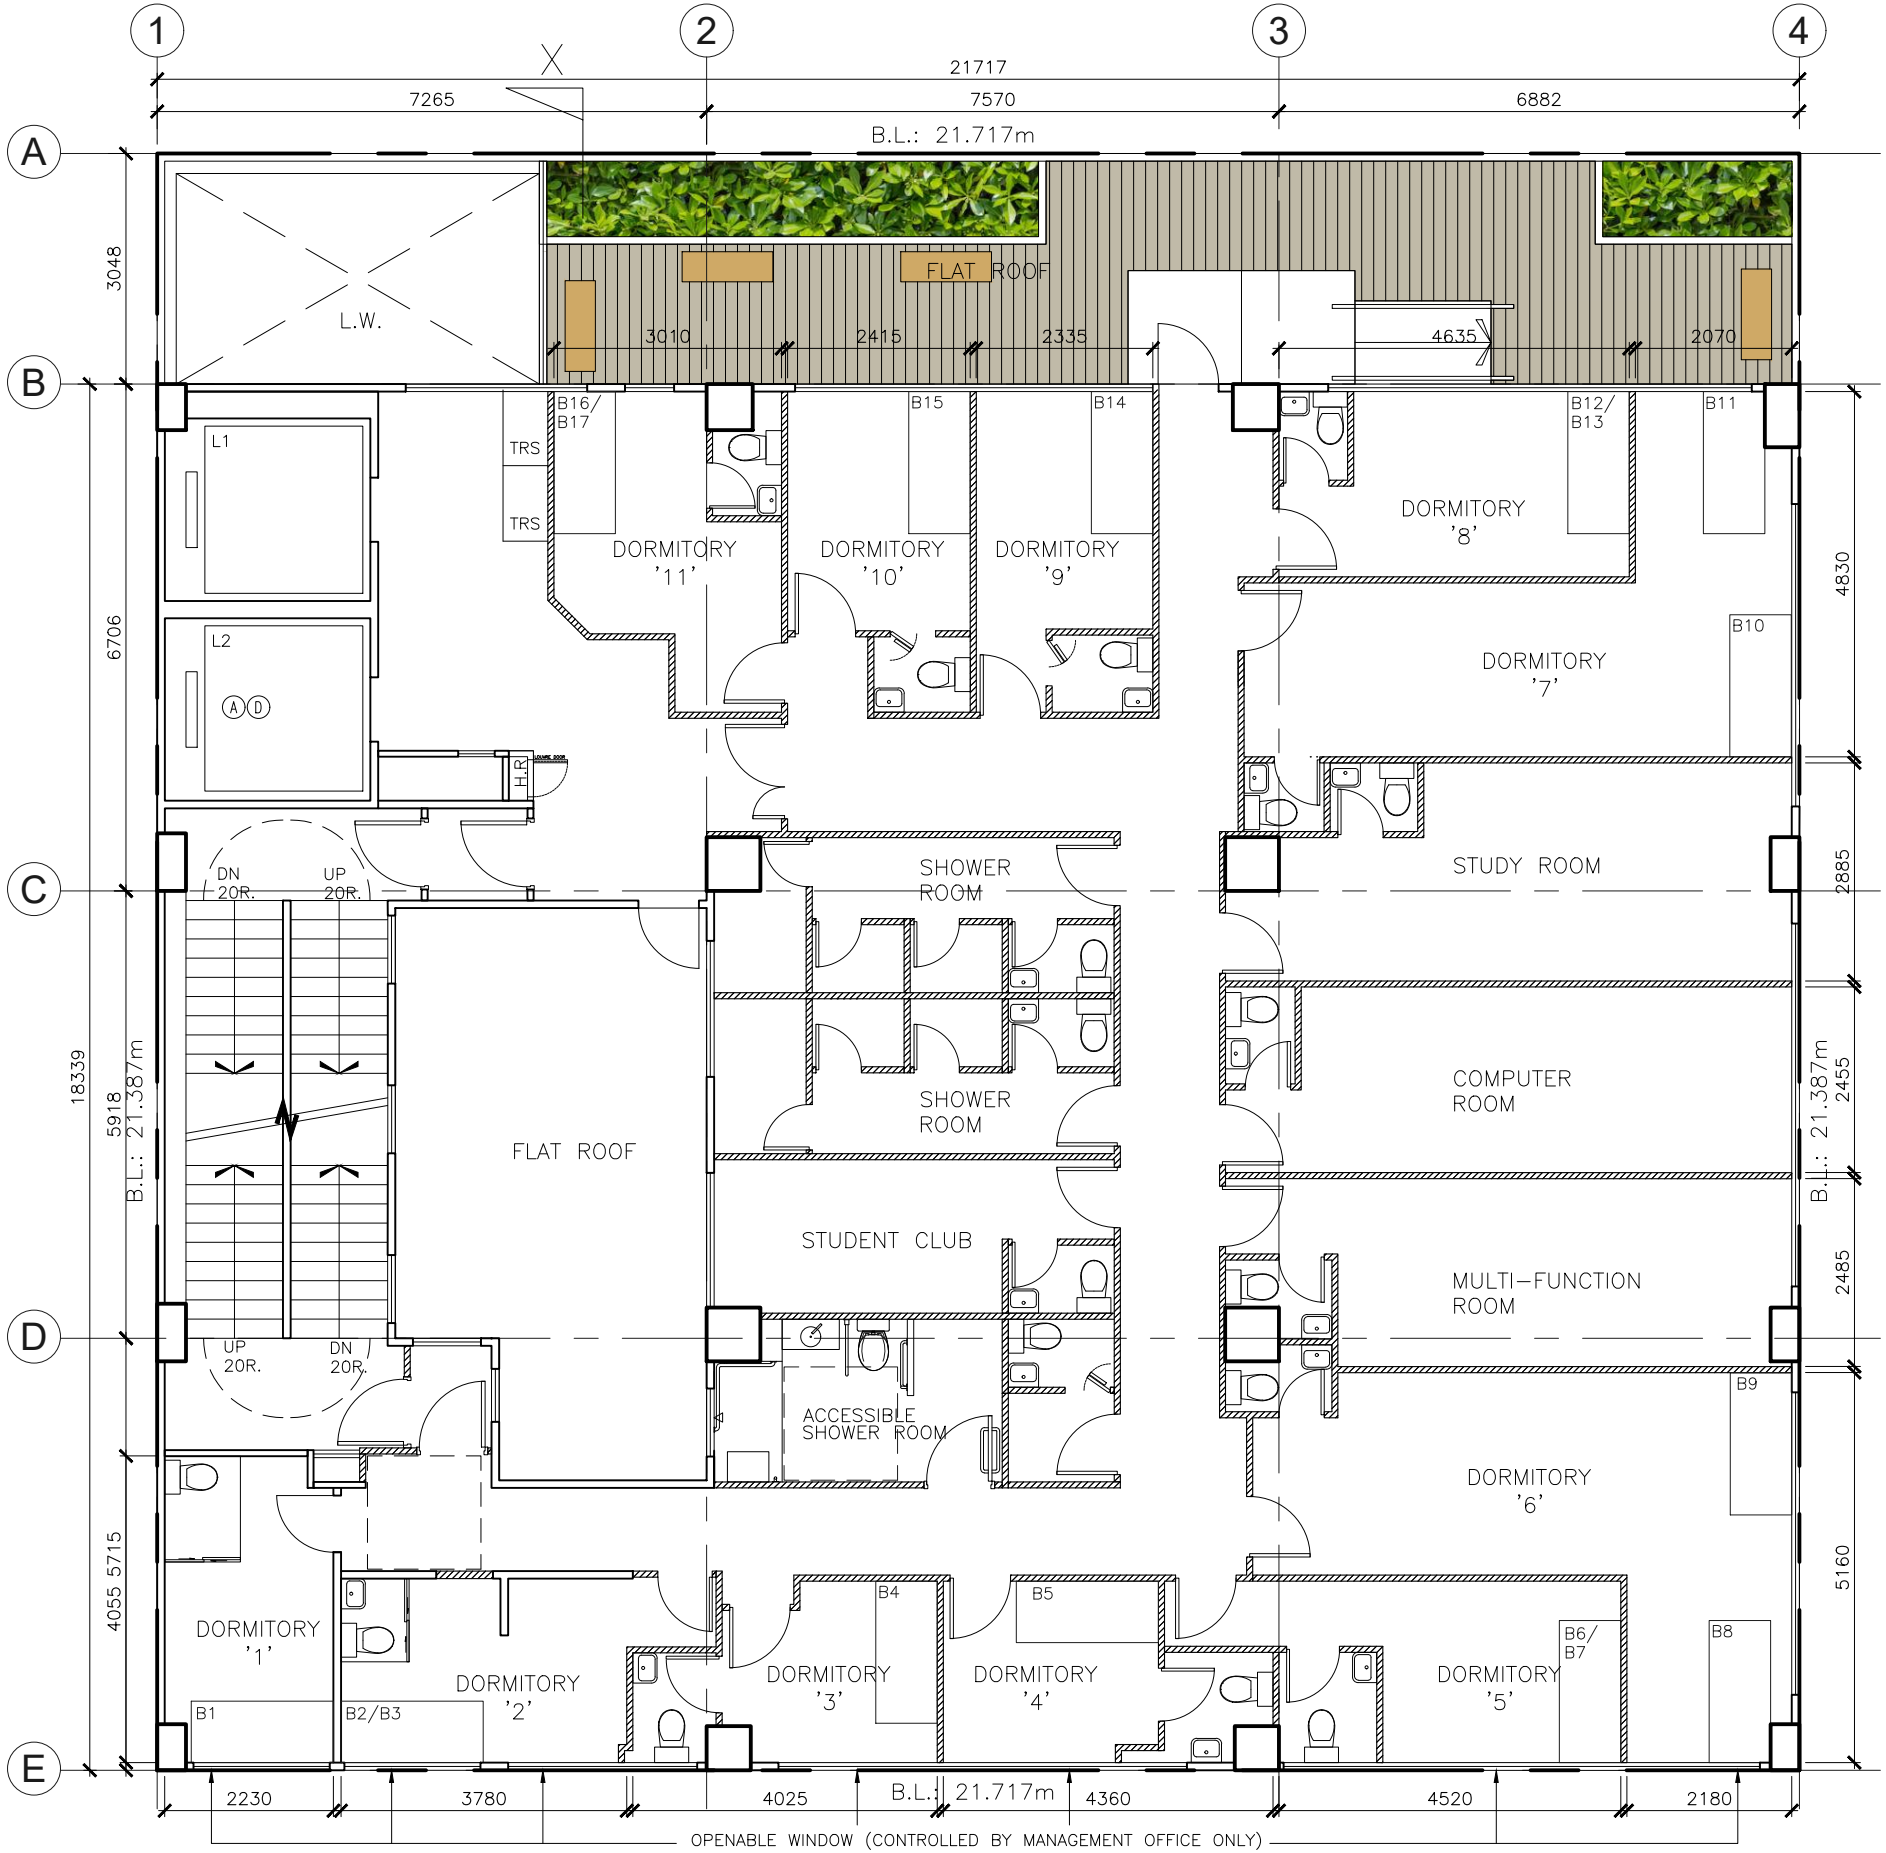 1
2
3
4
X
21717
7265
7570
6882
B.L.: 21.717m
A
3048
FLAT ROOF
L.W.
3010
2415
2335
4635
2070
B
B16/
B17
B15
B14
B12/
B13
B11
L1
TRS
TRS
DORMITORY
'11'
DORMITORY
'10'
DORMITORY
'9'
DORMITORY
'8'
4830
6706
L2
A D
B10
DORMITORY
'7'
H.R
LOUVRE DOOR
C
DN
20R.
UP
20R.
SHOWER
ROOM
STUDY ROOM
2885
18339
5918
B.L.: 21.387m
FLAT ROOF
SHOWER
ROOM
COMPUTER
ROOM
2455
B.L.: 21.387m
STUDENT CLUB
MULTI-FUNCTION
ROOM
2485
D
UP
20R.
DN
20R.
ACCESSIBLE
SHOWER ROOM
B9
DORMITORY
'6'
5715
4055
5160
DORMITORY
'1'
B1
B2/B3
DORMITORY
'2'
B4
DORMITORY
'3'
B5
DORMITORY
'4'
B6/
B7
DORMITORY
'5'
B8
E
B.L.: 21.717m
2230
3780
4025
4360
4520
2180
OPENABLE WINDOW (CONTROLLED BY MANAGEMENT OFFICE ONLY)